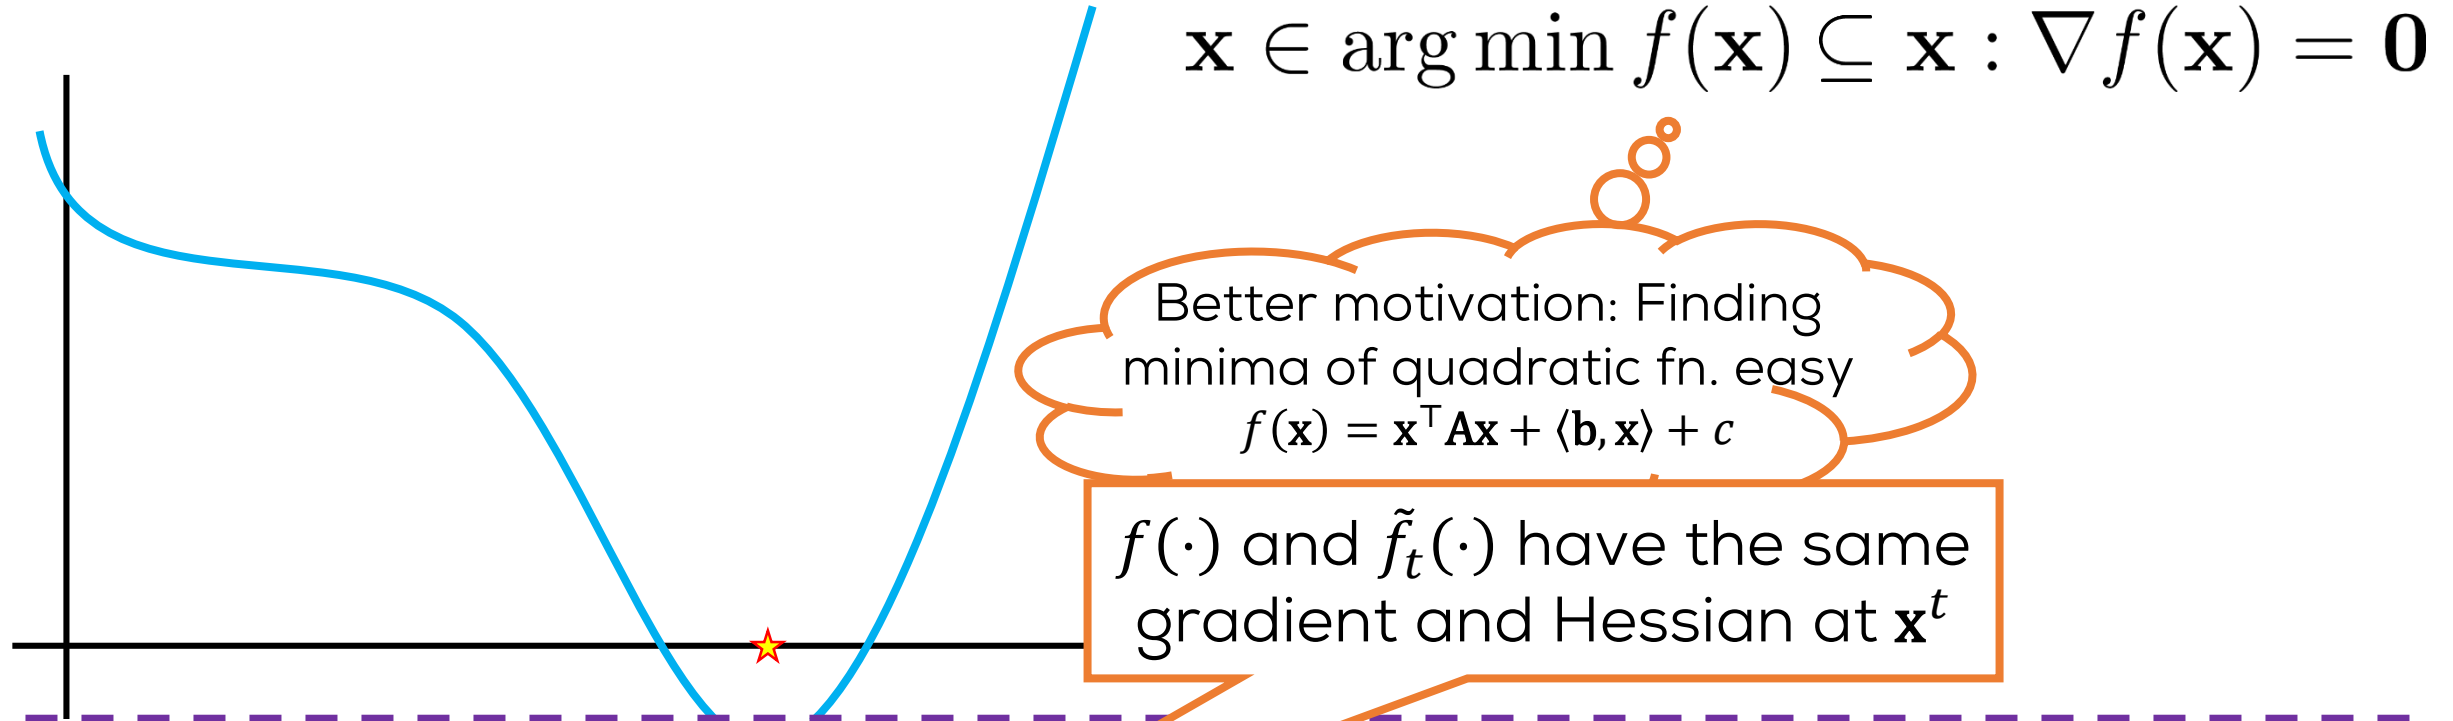 𝐱 ∈ arg min f(𝐱) ⊆ 𝐱 : ∇f(𝐱) = 𝟎
Better motivation: Finding
minima of quadratic fn. easy
f(𝐱) = 𝐱⊤𝐀𝐱 + ⟨𝐛, 𝐱⟩ + c
f(·) and f̃ₜ(·) have the same
gradient and Hessian at 𝐱ᵗ